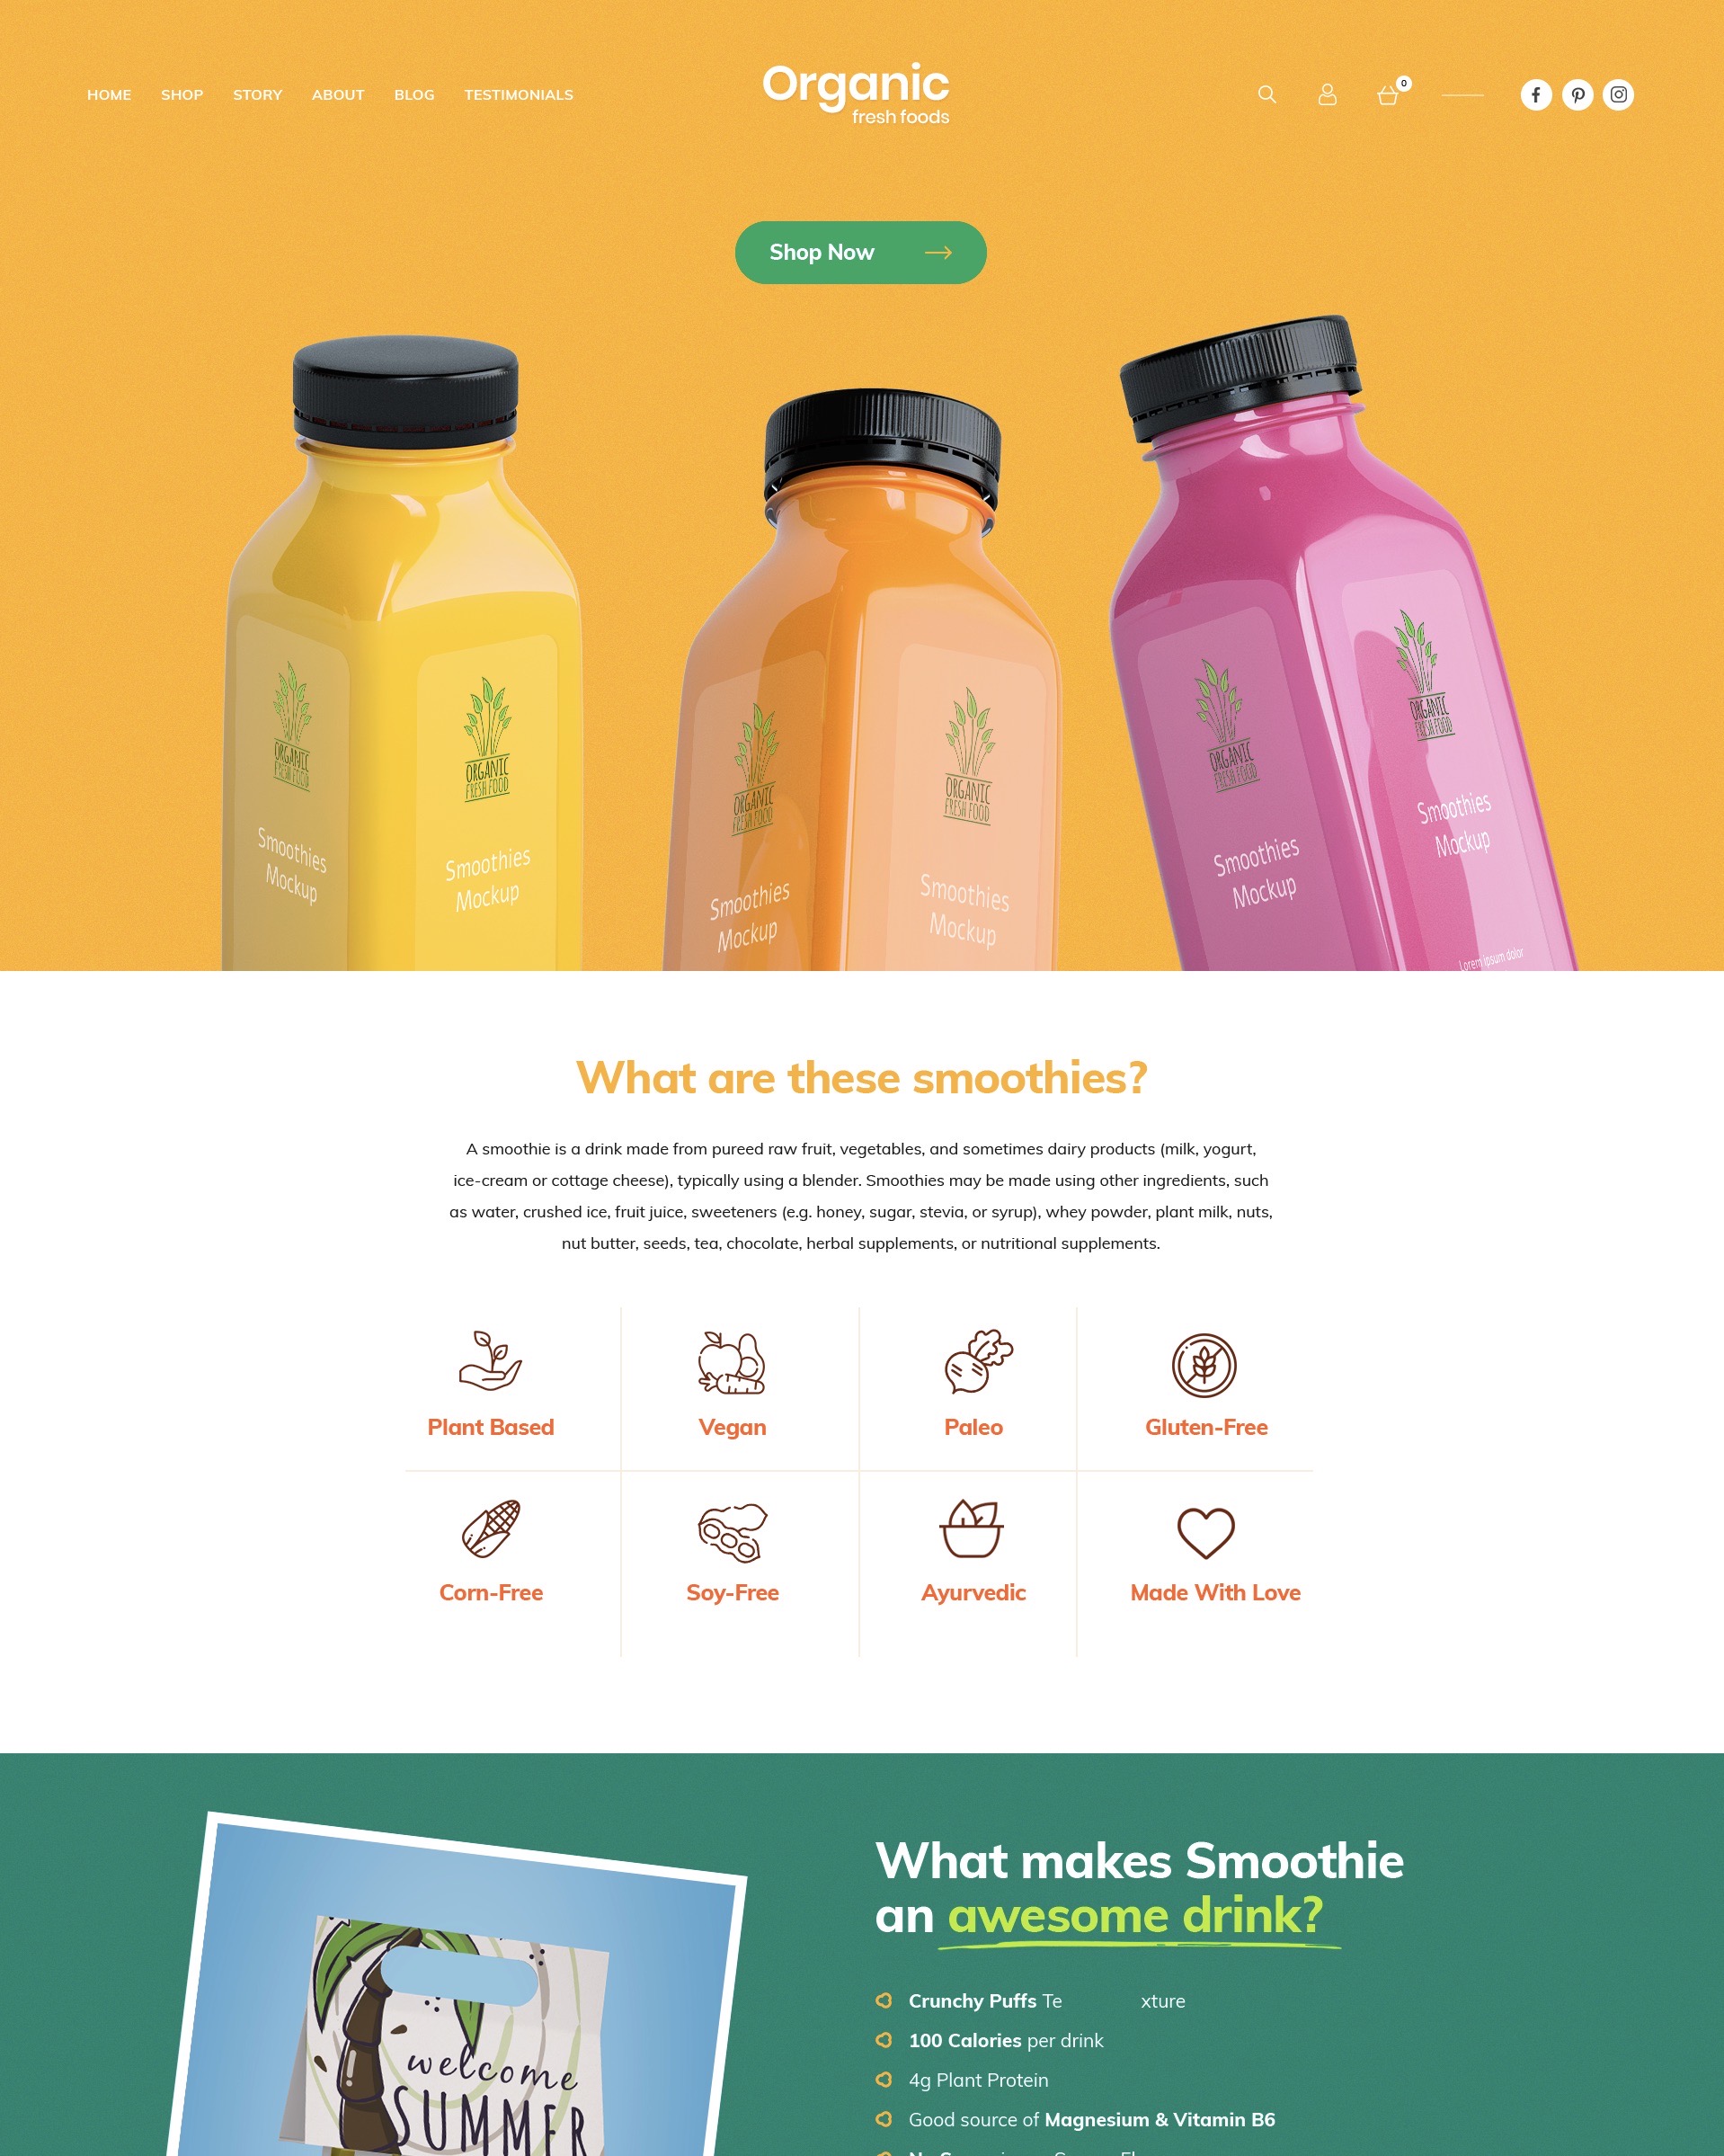 HOME SHOP STORY ABOUT BLOG TESTIMONIALS
Organic
fresh foods
0
Shop Now
ORGANIC
FRESH FOOD
Smoothies
Mockup
ORGANIC
FRESH FOOD
Smoothies
Mockup
ORGANIC
FRESH FOOD
Smoothies
Mockup
ORGANIC
FRESH FOOD
Smoothies
Mockup
ORGANIC
FRESH FOOD
Smoothies
Mockup
ORGANIC
FRESH FOOD
Smoothies
Mockup
Lorem ipsum dolor
What are these smoothies?
A smoothie is a drink made from pureed raw fruit, vegetables, and sometimes dairy products (milk, yogurt,
ice-cream or cottage cheese), typically using a blender. Smoothies may be made using other ingredients, such
as water, crushed ice, fruit juice, sweeteners (e.g. honey, sugar, stevia, or syrup), whey powder, plant milk, nuts,
nut butter, seeds, tea, chocolate, herbal supplements, or nutritional supplements.
Plant Based
Vegan
Paleo
Gluten-Free
Corn-Free
Soy-Free
Ayurvedic
Made With Love
welcome
SUMMER
What makes Smoothie
an awesome drink?
Crunchy Puffs Te xture
100 Calories per drink
4g Plant Protein
Good source of Magnesium & Vitamin B6